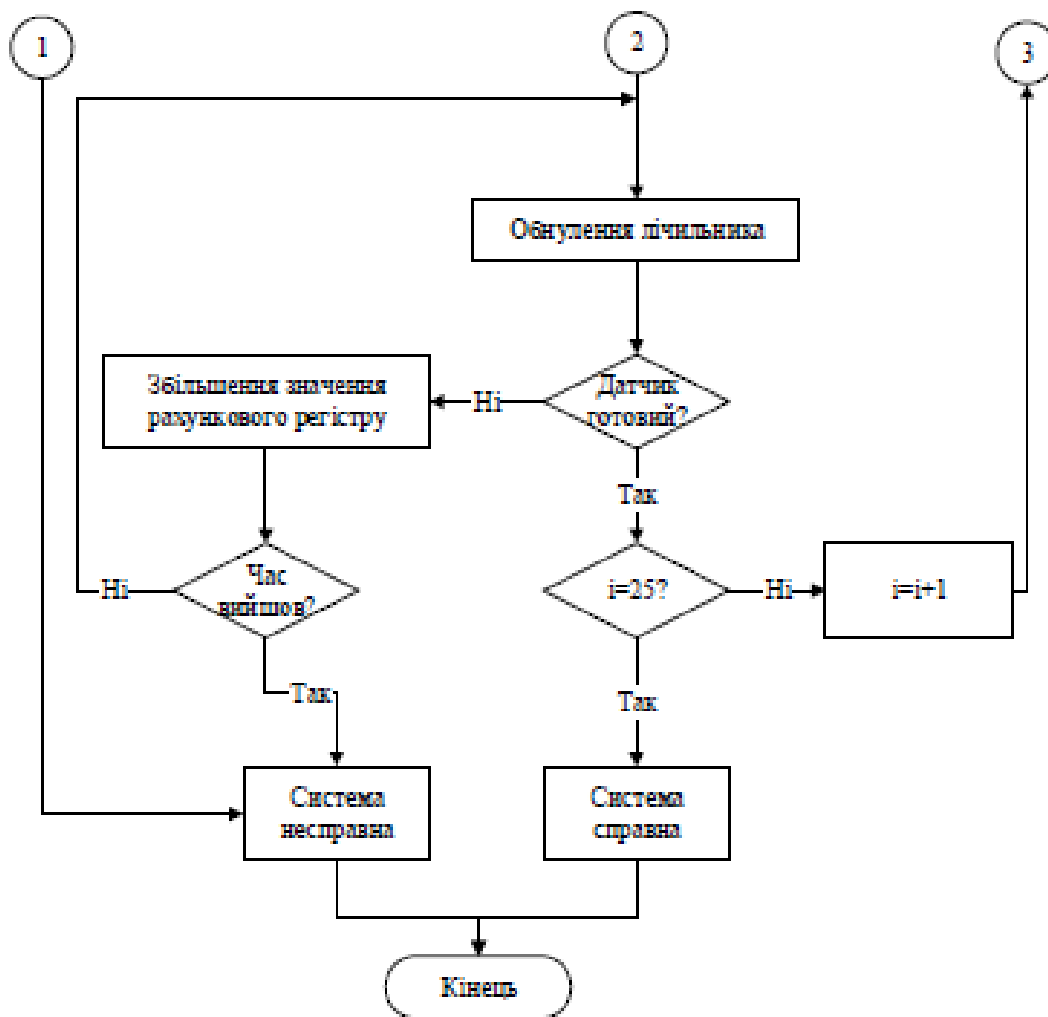 1
2
3
Обнулення лічильника
Збільшення значення
рахункового регістру
Ні
Датчик
готовий?
Так
Ні
Час
вийшов?
i=25?
Ні
i=i+1
Так
Так
Система
несправна
Система
справна
Кінець